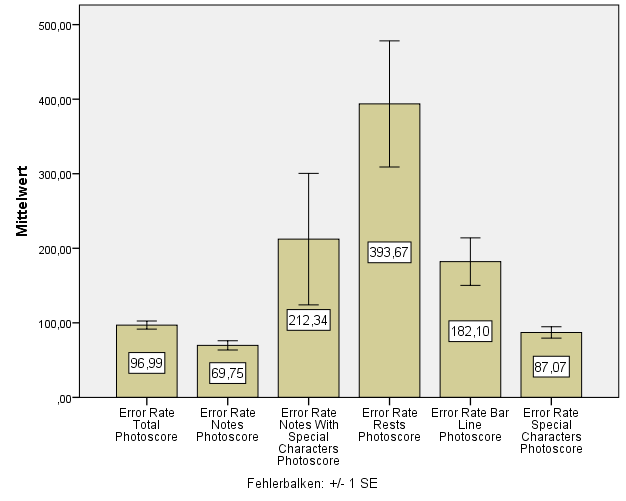 500,00
400,00
300,00
200,00
100,00
,00
Mittelwert
96,99
69,75
212,34
393,67
182,10
87,07
Error Rate
Total
Photoscore
Error Rate
Notes
Photoscore
Error Rate
Notes With
Special
Characters
Photoscore
Error Rate
Rests
Photoscore
Error Rate Bar
Line
Photoscore
Error Rate
Special
Characters
Photoscore
Fehlerbalken: +/- 1 SE